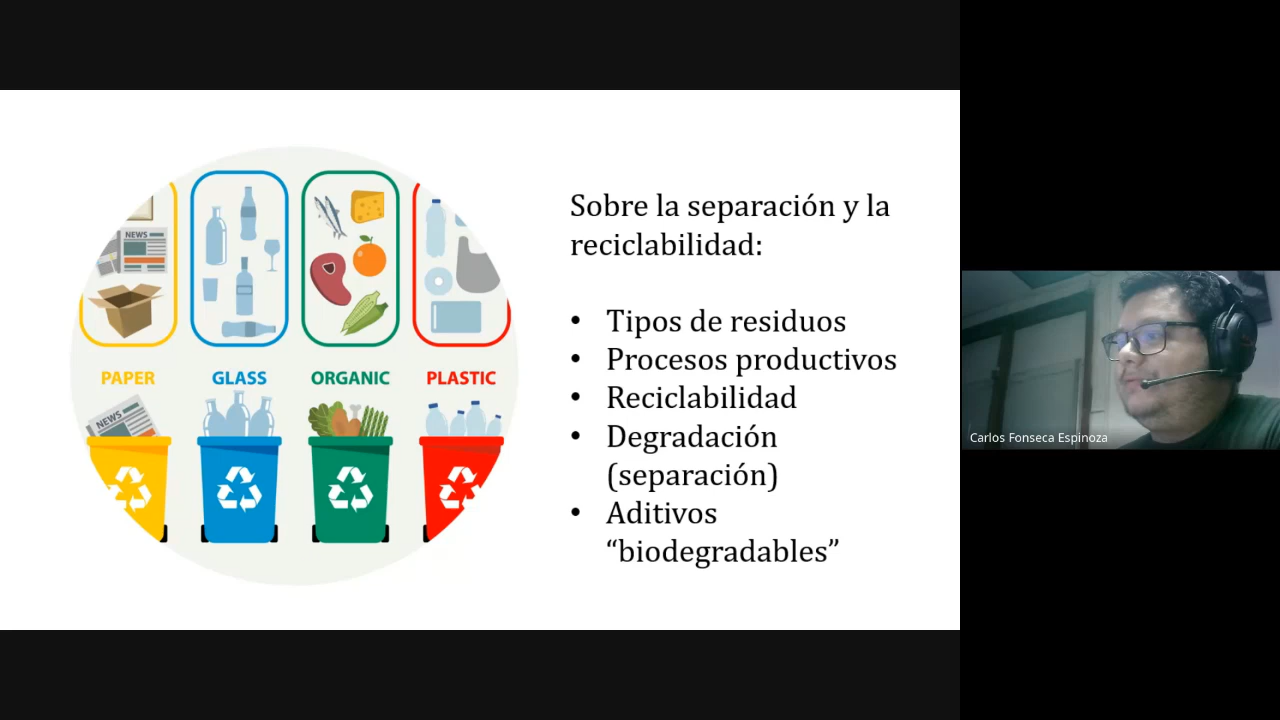 Sobre la separación y la
reciclabilidad:
• Tipos de residuos
• Procesos productivos
• Reciclabilidad
• Degradación
(separación)
• Aditivos
“biodegradables”
NEWS
PAPER
GLASS
ORGANIC
PLASTIC
NEWS
Carlos Fonseca Espinoza